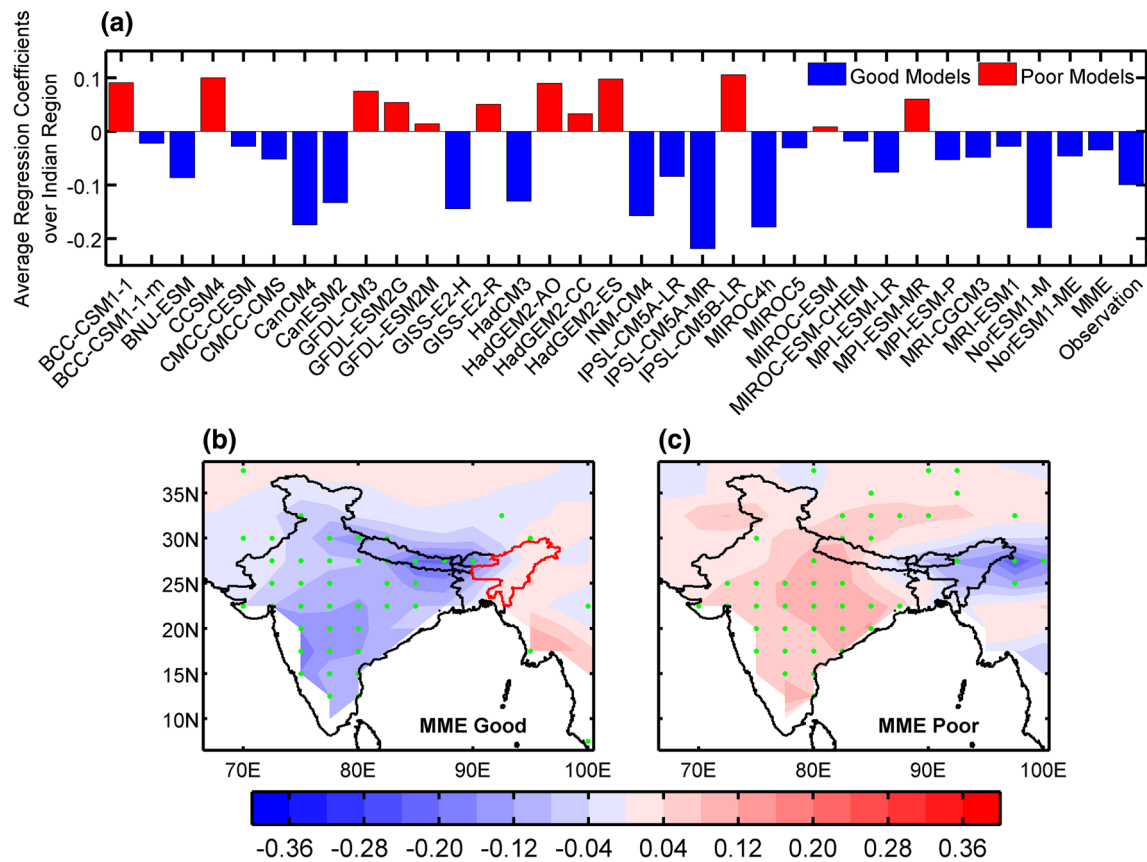 (a)
Average Regression Coefficients
over Indian Region
0.1
0
-0.1
-0.2
Good Models
Poor Models
BCC-CSM1-1
BCC-CSM1-1-m
BNU-ESM
CCSM4
CMCC-CESM
CMCC-CMS
CanCM4
CanESM2
GFDL-CM3
GFDL-ESM2G
GFDL-ESM2M
GISS-E2-H
GISS-E2-R
HadCM3
HadGEM2-AO
HadGEM2-CC
HadGEM2-ES
INM-CM4
IPSL-CM5A-LR
IPSL-CM5A-MR
IPSL-CM5B-LR
MIROC4h
MIROC5
MIROC-ESM
MIROC-ESM-CHEM
MPI-ESM-LR
MPI-ESM-MR
MPI-ESM-P
MRI-CGCM3
MRI-ESM1
NorESM1-M
NorESM1-ME
MME
Observation
(b)
35N
30N
25N
20N
15N
10N
MME Good
70E 80E 90E 100E
(c)
MME Poor
70E 80E 90E 100E
-0.36 -0.28 -0.20 -0.12 -0.04 0.04 0.12 0.20 0.28 0.36